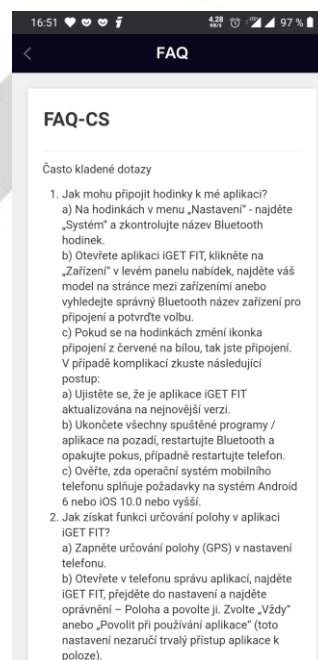 16:51 4.28 KB/S 97 %
FAQ
FAQ-CS
Často kladené dotazy
1. Jak mohu připojit hodinky k mé aplikaci?
a) Na hodinkách v menu „Nastavení“ - najděte
„Systém“ a zkontrolujte název Bluetooth
hodinek.
b) Otevřete aplikaci iGET FIT, klikněte na
„Zařízení“ v levém panelu nabídek, najděte váš
model na stránce mezi zařízeními anebo
vyhledejte správný Bluetooth název zařízení pro
připojení a potvrďte volbu.
c) Pokud se na hodinkách změní ikonka
připojení z červené na bílou, tak jste připojení.
V případě komplikací zkuste následující
postup:
a) Ujistěte se, že je aplikace iGET FIT
aktualizována na nejnovější verzi.
b) Ukončete všechny spuštěné programy /
aplikace na pozadí, restartujte Bluetooth a
opakujte pokus, případně restartujte telefon.
c) Ověřte, zda operační systém mobilního
telefonu splňuje požadavky na systém Android
6 nebo iOS 10.0 nebo vyšší.
2. Jak získat funkci určování polohy v aplikaci
iGET FIT?
a) Zapněte určování polohy (GPS) v nastavení
telefonu.
b) Otevřete v telefonu správu aplikací, najděte
iGET FIT, přejděte do nastavení a najděte
oprávnění – Poloha a povolte ji. Zvolte „Vždy“
anebo „Povolit při používání aplikace“ (toto
nastavení nezaručí trvalý přístup aplikace k
poloze).